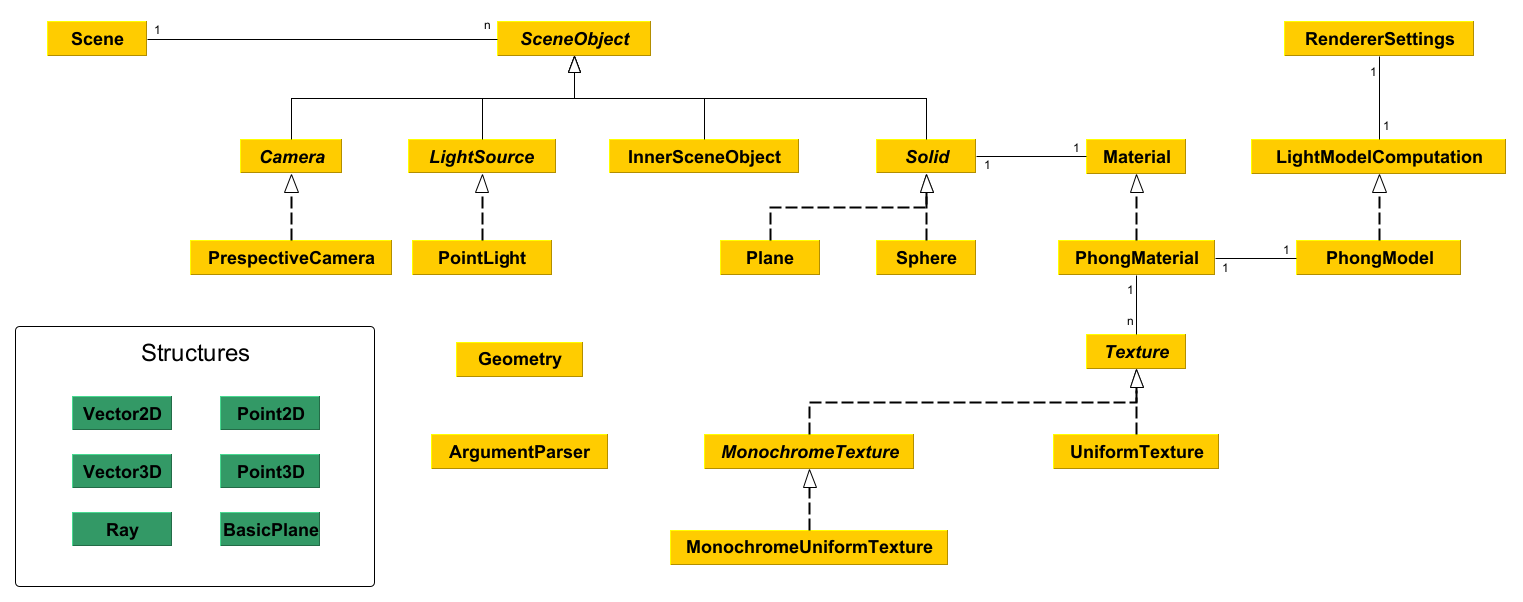 Scene
1
n
SceneObject
RendererSettings
1
1
Camera
LightSource
InnerSceneObject
Solid
1
1
Material
LightModelComputation
PrespectiveCamera
PointLight
Plane
Sphere
PhongMaterial
1
1
PhongModel
1
n
Texture
Structures
Geometry
Vector2D
Point2D
Vector3D
Point3D
Ray
BasicPlane
ArgumentParser
MonochromeTexture
UniformTexture
MonochromeUniformTexture